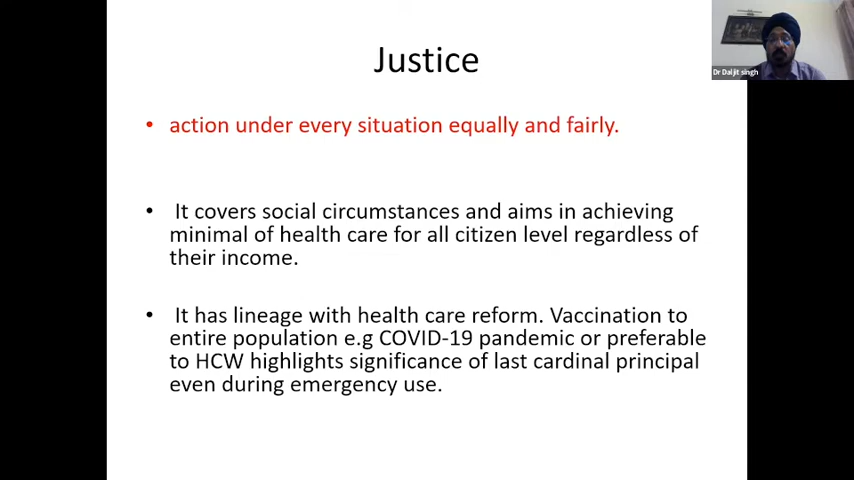 Justice
Dr Daljit singh
• action under every situation equally and fairly.
• It covers social circumstances and aims in achieving
minimal of health care for all citizen level regardless of
their income.
• It has lineage with health care reform. Vaccination to
entire population e.g COVID-19 pandemic or preferable
to HCW highlights significance of last cardinal principal
even during emergency use.